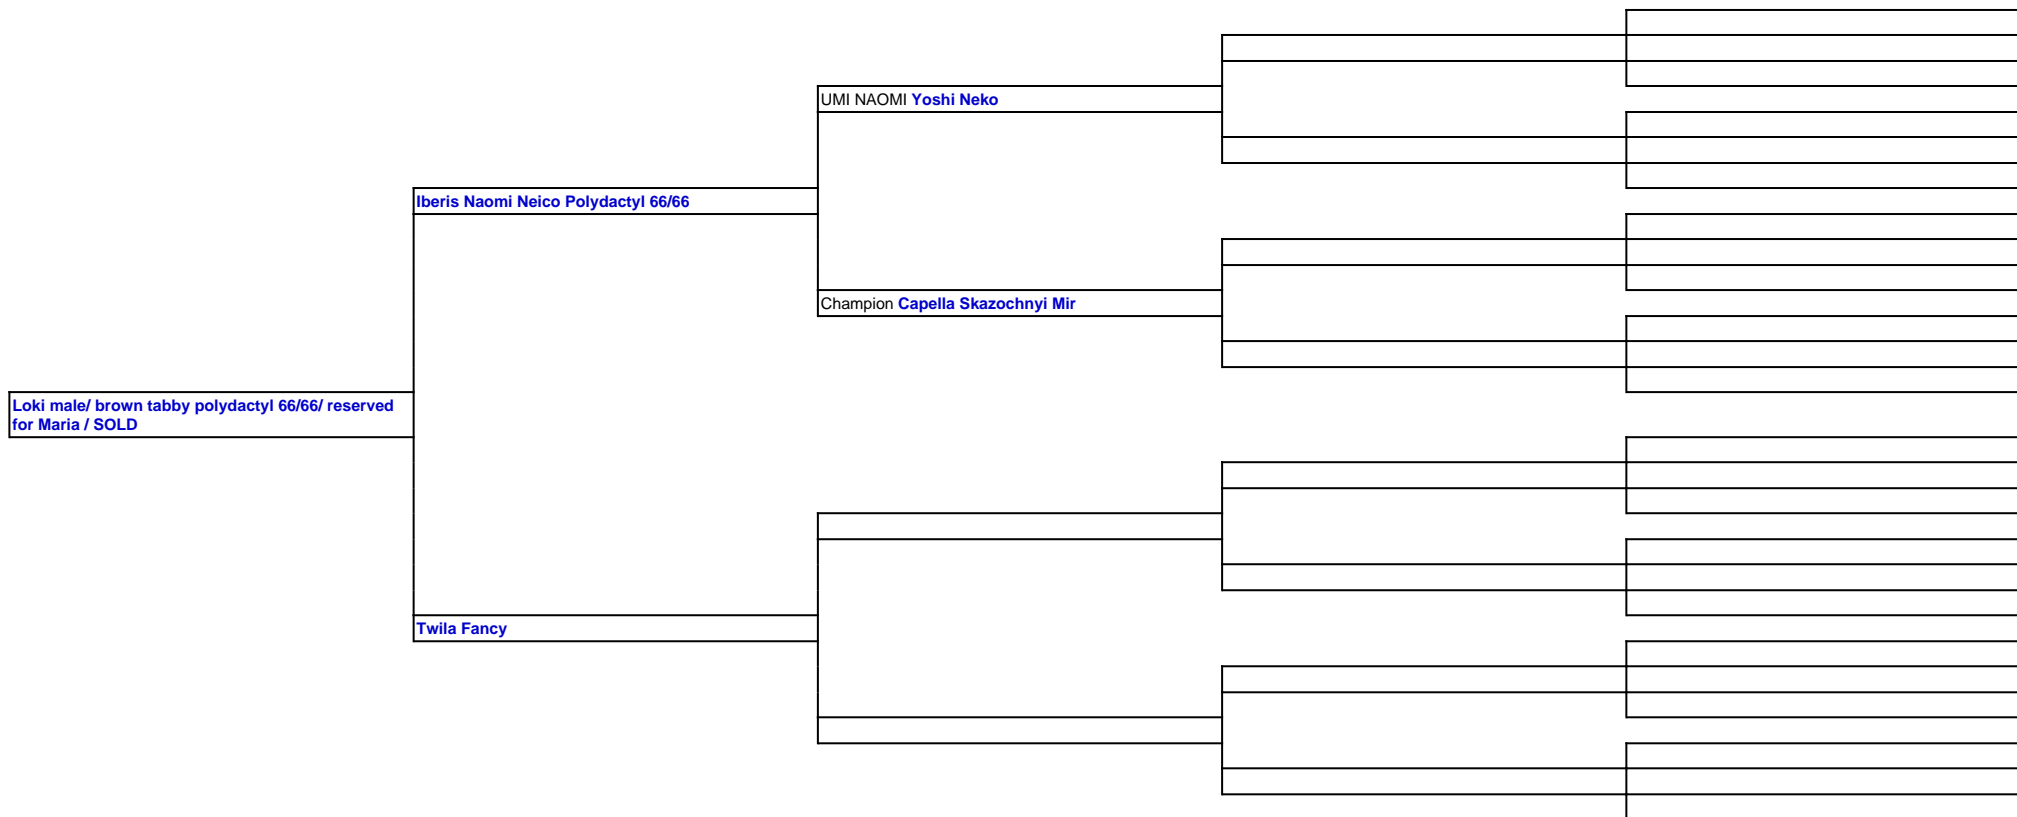 UMI NAOMI Yoshi Neko
Iberis Naomi Neico Polydactyl 66/66
Champion Capella Skazochnyi Mir
Loki male/ brown tabby polydactyl 66/66/ reserved
for Maria / SOLD
Twila Fancy